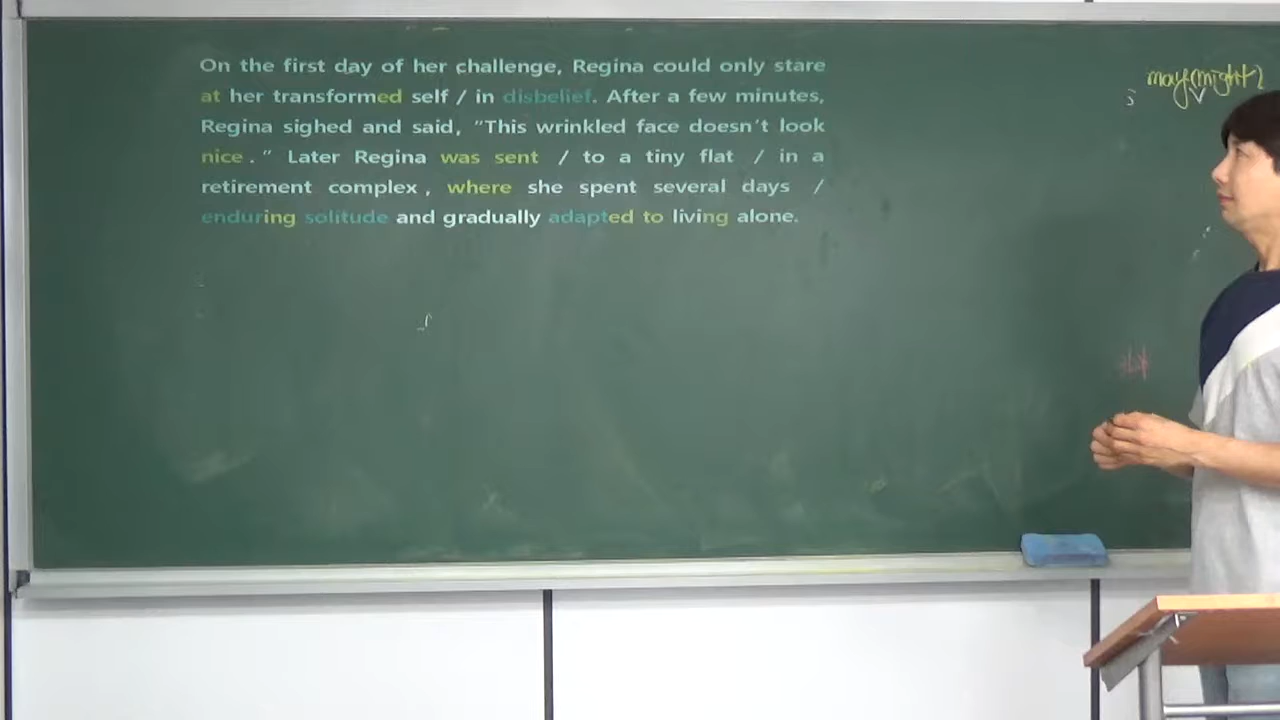 On the first day of her challenge, Regina could only stare
at her transformed self / in disbelief. After a few minutes,
Regina sighed and said, "This wrinkled face doesn't look
nice." Later Regina was sent / to a tiny flat / in a
retirement complex, where she spent several days /
enduring solitude and gradually adapted to living alone.
may(might)